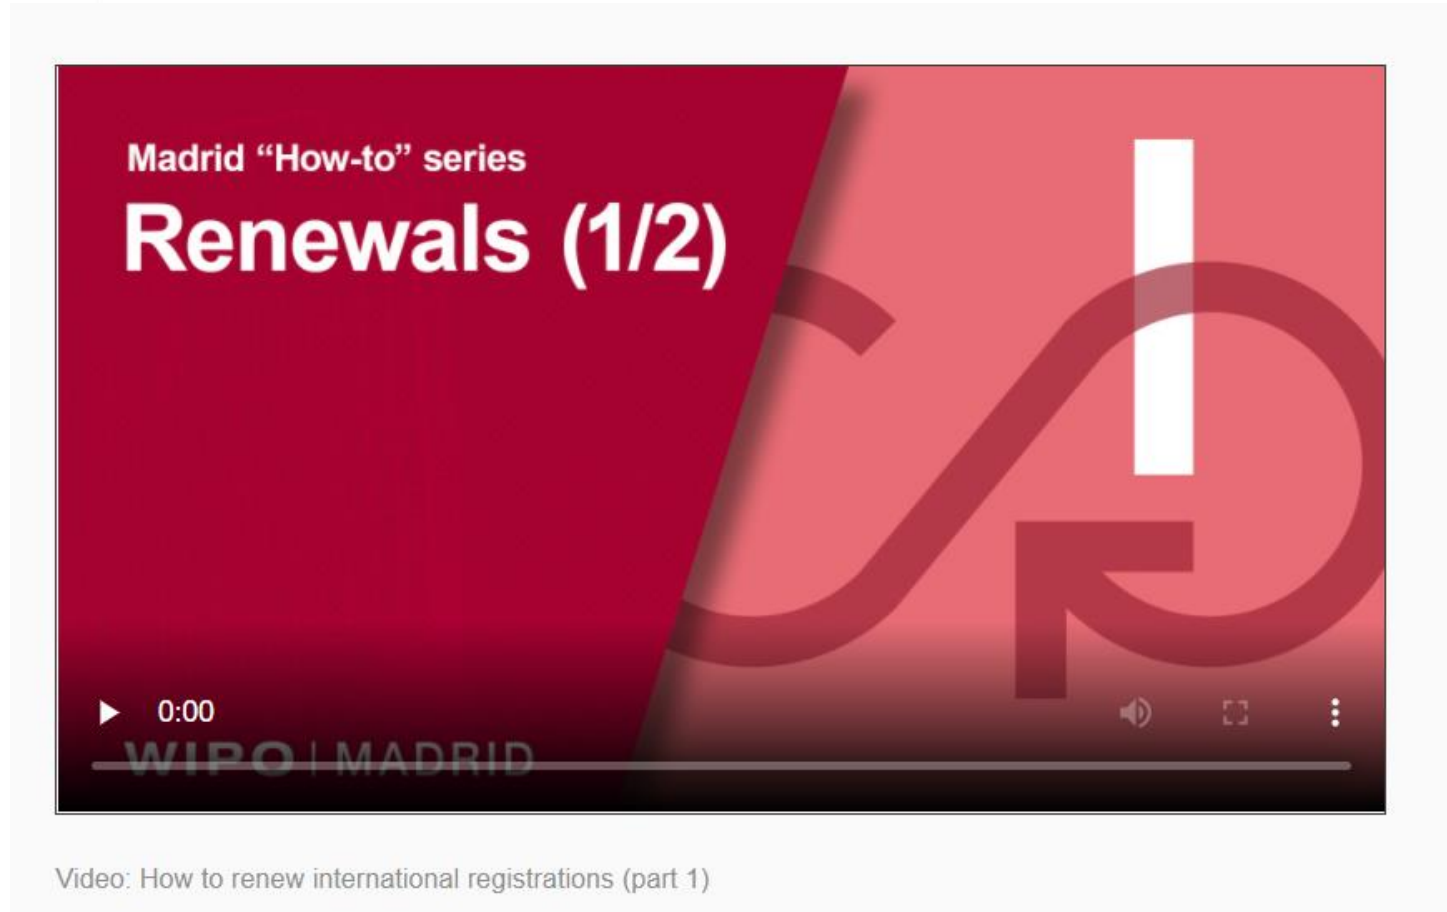 Madrid “How-to” series
Renewals (1/2)
0:00
WIPO | MADRID
Video: How to renew international registrations (part 1)